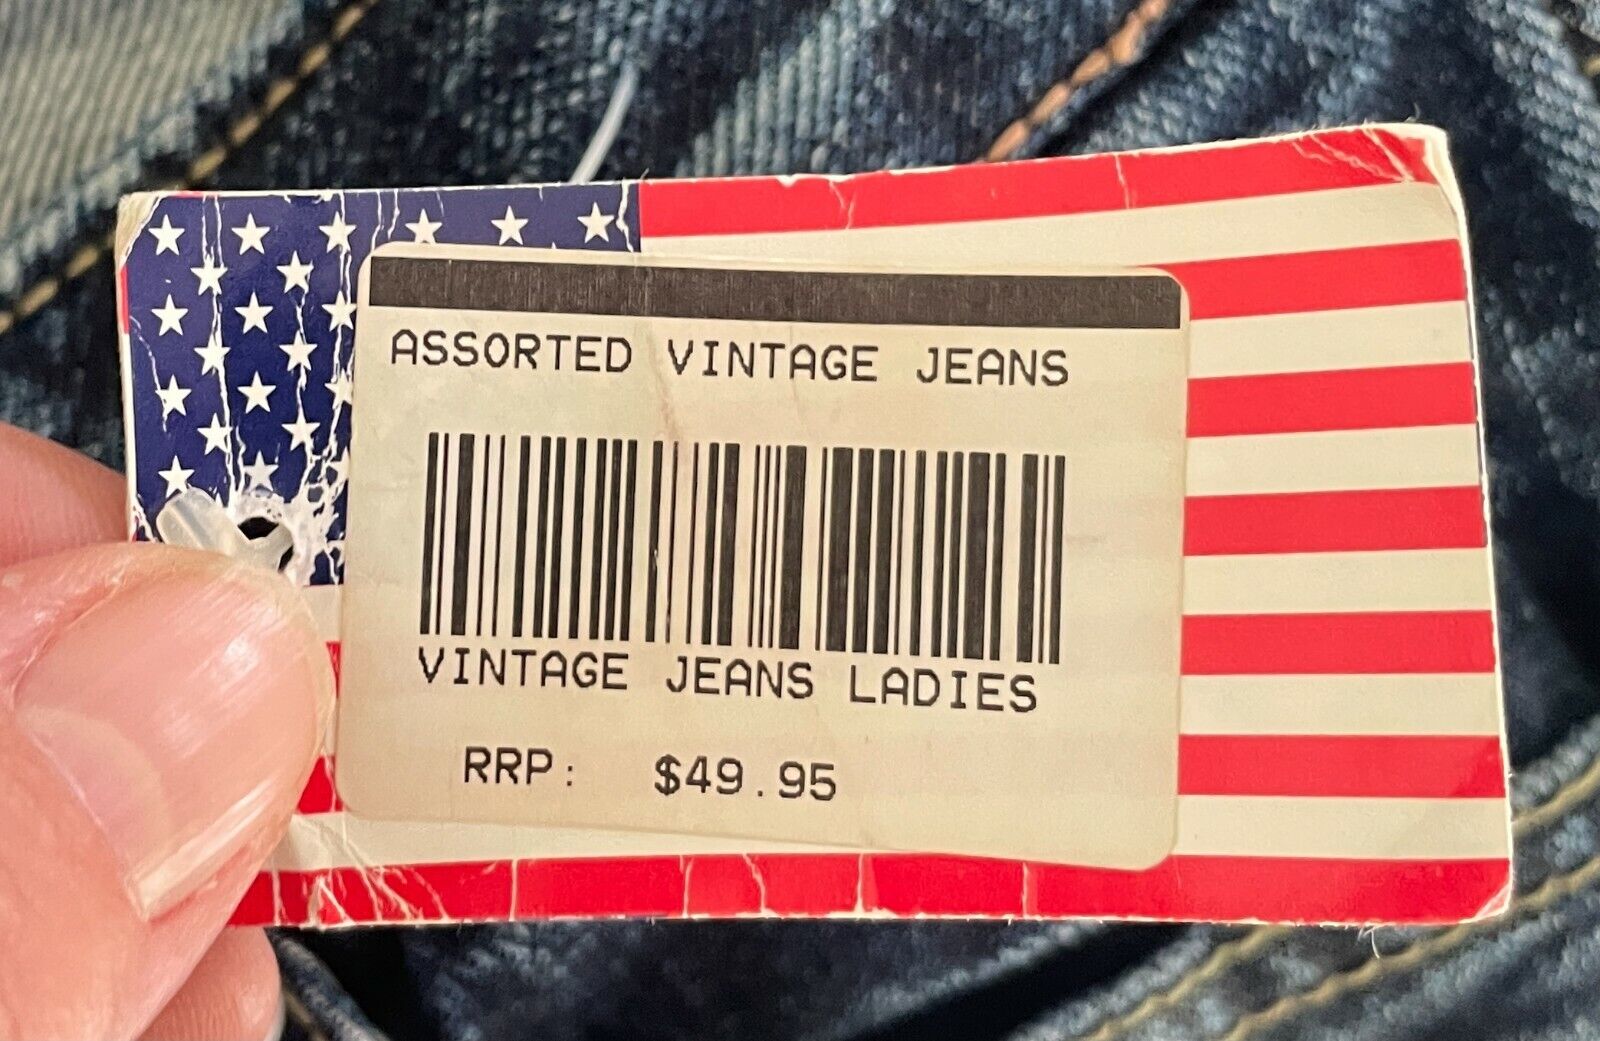 ASSORTED VINTAGE JEANS
VINTAGE JEANS LADIES
RRP: $49.95